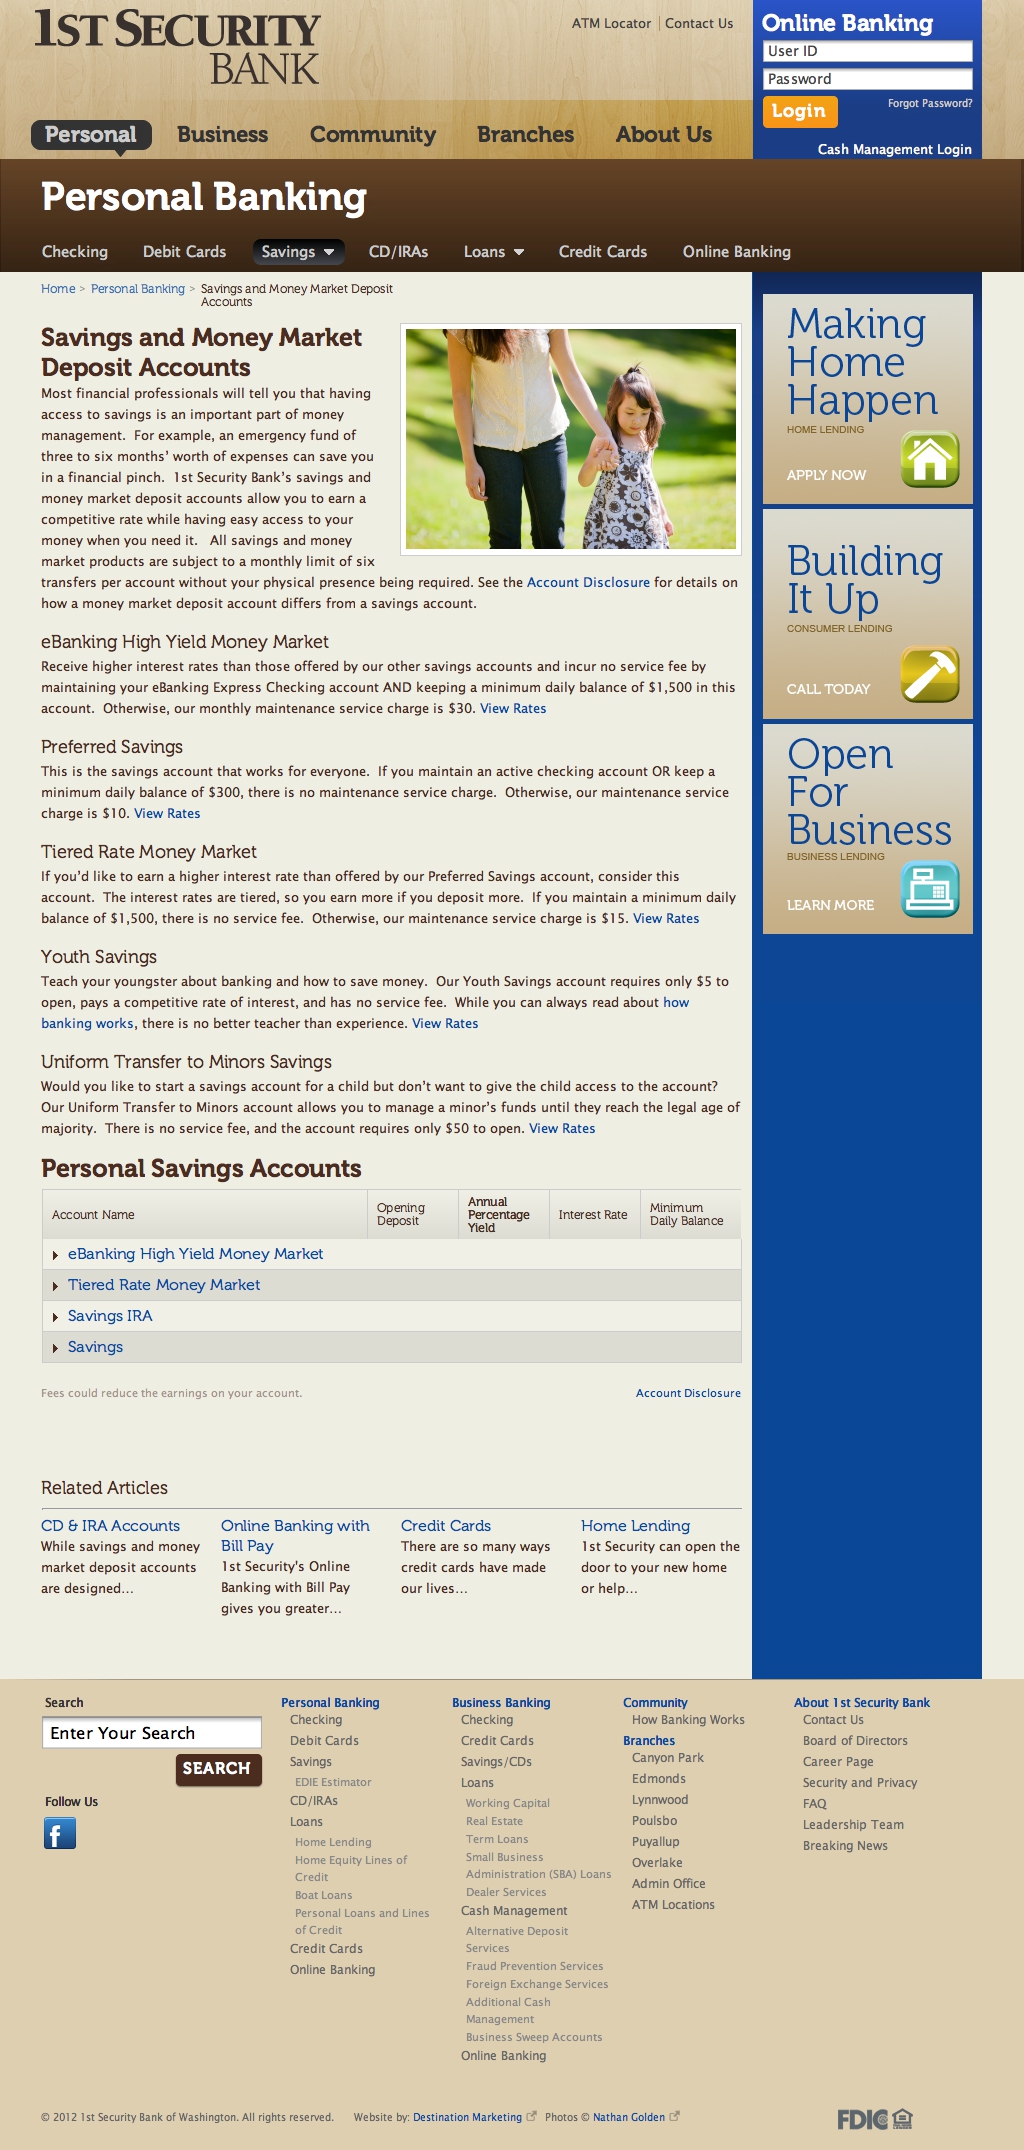 1ST SECURITY
BANK
ATM Locator
Contact Us
Online Banking
User ID
Password
Login
Forgot Password?
Cash Management Login
Personal
Business
Community
Branches
About Us
Personal Banking
Checking
Debit Cards
Savings
CD/IRAs
Loans
Credit Cards
Online Banking
Home > Personal Banking > Savings and Money Market Deposit
Accounts
Savings and Money Market
Deposit Accounts
Most financial professionals will tell you that having
access to savings is an important part of money
management. For example, an emergency fund of
three to six months’ worth of expenses can save you
in a financial pinch. 1st Security Bank’s savings and
money market deposit accounts allow you to earn a
competitive rate while having easy access to your
money when you need it. All savings and money
market products are subject to a monthly limit of six
transfers per account without your physical presence being required. See the Account Disclosure for details on
how a money market deposit account differs from a savings account.
eBanking High Yield Money Market
Receive higher interest rates than those offered by our other savings accounts and incur no service fee by
maintaining your eBanking Express Checking account AND keeping a minimum daily balance of $1,500 in this
account. Otherwise, our monthly maintenance service charge is $30. View Rates
Preferred Savings
This is the savings account that works for everyone. If you maintain an active checking account OR keep a
minimum daily balance of $300, there is no maintenance service charge. Otherwise, our maintenance service
charge is $10. View Rates
Tiered Rate Money Market
If you’d like to earn a higher interest rate than offered by our Preferred Savings account, consider this
account. The interest rates are tiered, so you earn more if you deposit more. If you maintain a minimum daily
balance of $1,500, there is no service fee. Otherwise, our maintenance service charge is $15. View Rates
Youth Savings
Teach your youngster about banking and how to save money. Our Youth Savings account requires only $5 to
open, pays a competitive rate of interest, and has no service fee. While you can always read about how
banking works, there is no better teacher than experience. View Rates
Uniform Transfer to Minors Savings
Would you like to start a savings account for a child but don’t want to give the child access to the account?
Our Uniform Transfer to Minors account allows you to manage a minor’s funds until they reach the legal age of
majority. There is no service fee, and the account requires only $50 to open. View Rates
Personal Savings Accounts
Account Name
Opening
Deposit
Annual
Percentage
Yield
Interest Rate
Minimum
Daily Balance
eBanking High Yield Money Market
Tiered Rate Money Market
Savings IRA
Savings
Fees could reduce the earnings on your account.
Account Disclosure
Making
Home
Happen
HOME LENDING
APPLY NOW
Building
It Up
CONSUMER LENDING
CALL TODAY
Open
For
Business
BUSINESS LENDING
LEARN MORE
Related Articles
CD & IRA Accounts
While savings and money
market deposit accounts
are designed…
Online Banking with
Bill Pay
1st Security's Online
Banking with Bill Pay
gives you greater…
Credit Cards
There are so many ways
credit cards have made
our lives…
Home Lending
1st Security can open the
door to your new home
or help…
Search
Enter Your Search
SEARCH
Follow Us
f
Personal Banking
Checking
Debit Cards
Savings
EDIE Estimator
CD/IRAs
Loans
Home Lending
Home Equity Lines of
Credit
Boat Loans
Personal Loans and Lines
of Credit
Credit Cards
Online Banking
Business Banking
Checking
Credit Cards
Savings/CDs
Loans
Working Capital
Real Estate
Term Loans
Small Business
Administration (SBA) Loans
Dealer Services
Cash Management
Alternative Deposit
Services
Fraud Prevention Services
Foreign Exchange Services
Additional Cash
Management
Business Sweep Accounts
Online Banking
Community
How Banking Works
Branches
Canyon Park
Edmonds
Lynnwood
Poulsbo
Puyallup
Overlake
Admin Office
ATM Locations
About 1st Security Bank
Contact Us
Board of Directors
Career Page
Security and Privacy
FAQ
Leadership Team
Breaking News
© 2012 1st Security Bank of Washington. All rights reserved.
Website by: Destination Marketing
Photos © Nathan Golden
FDIC